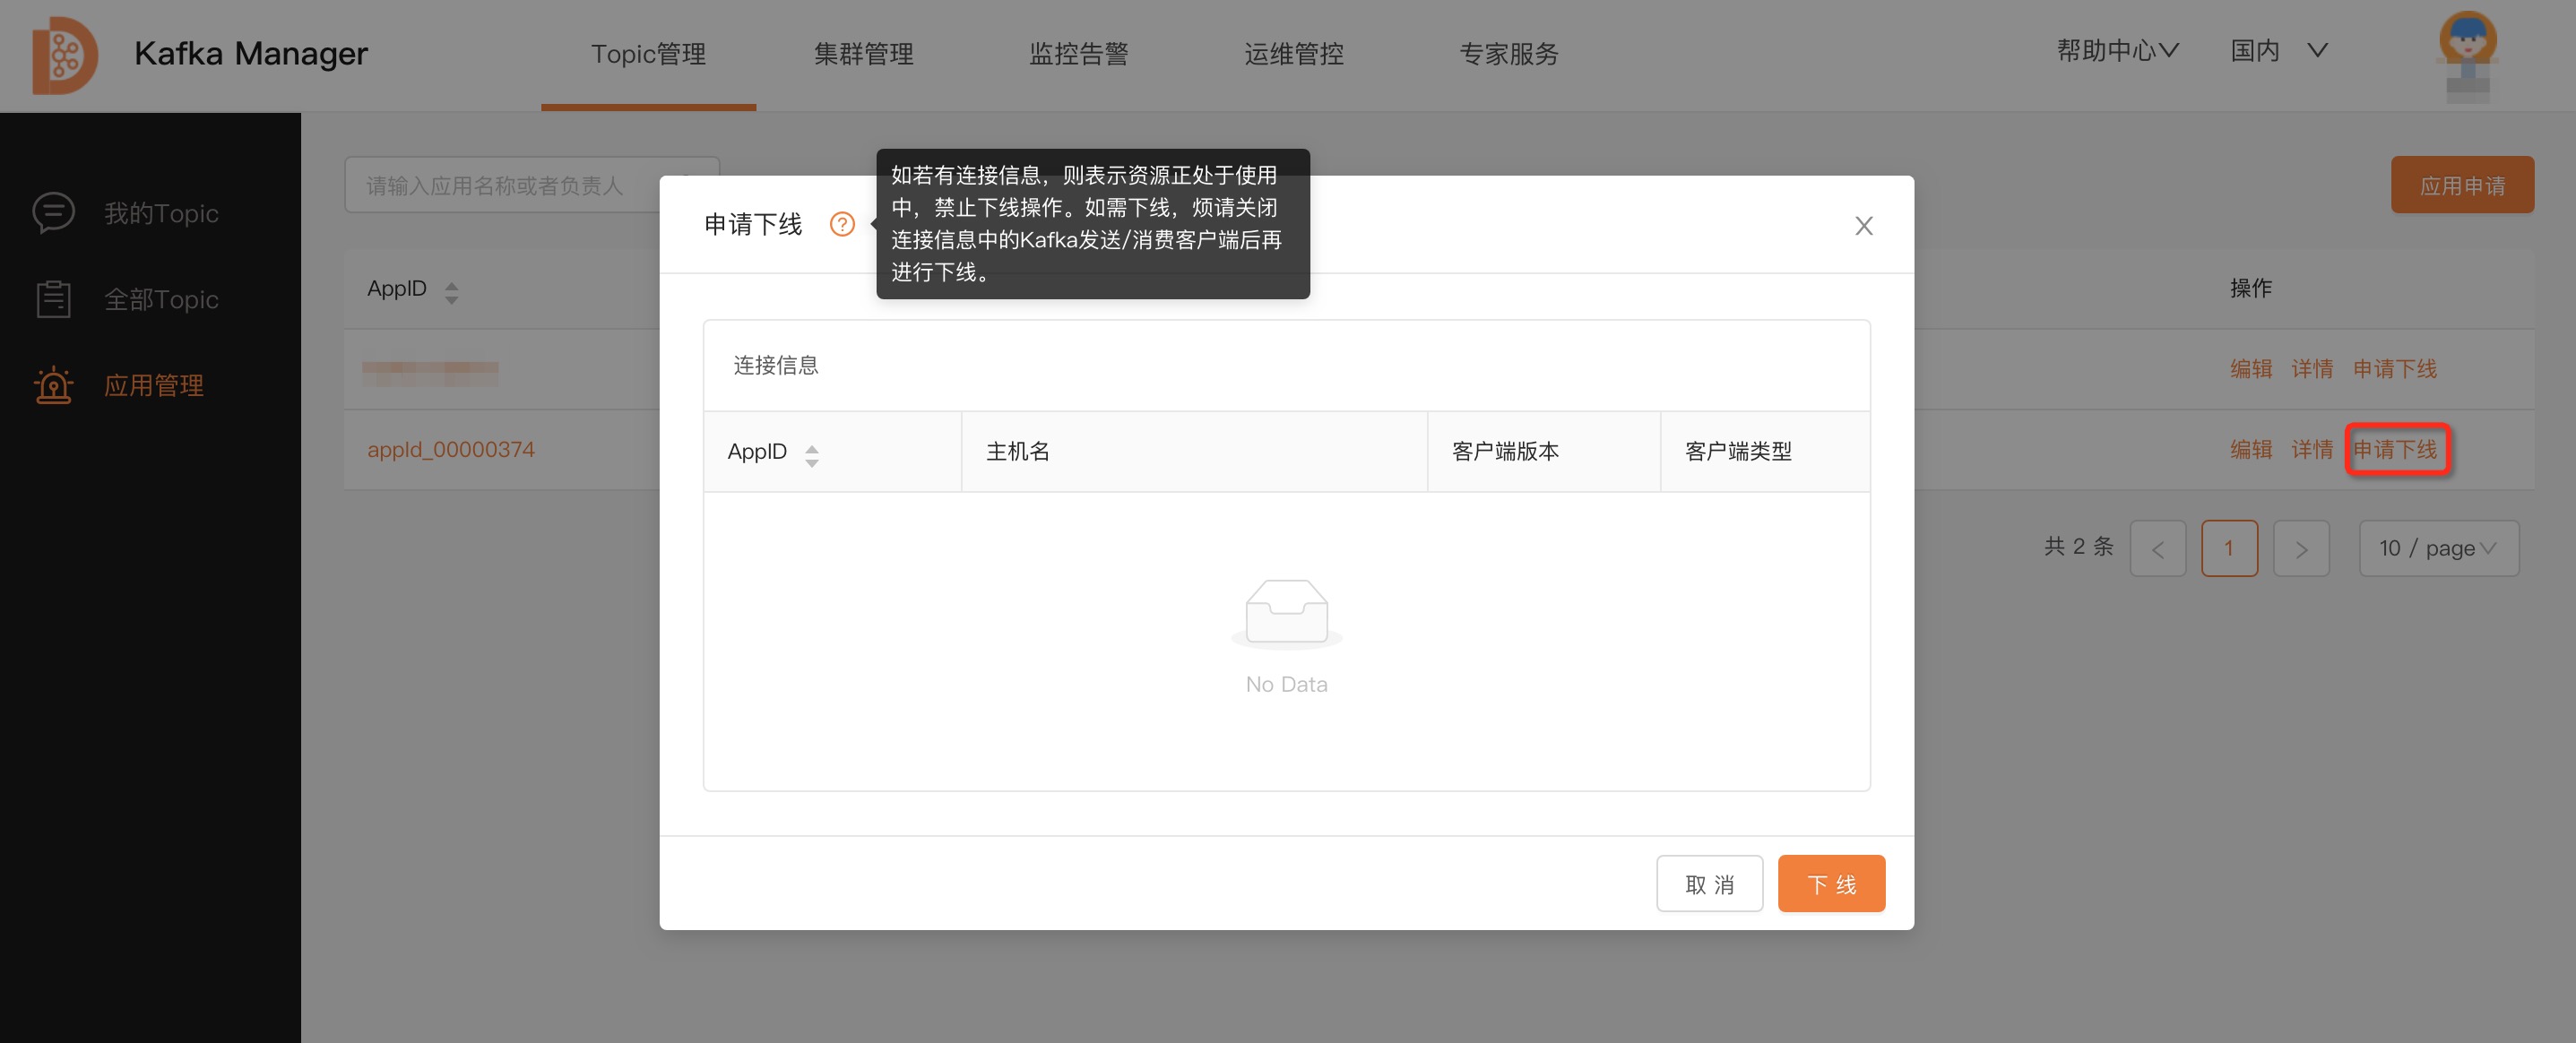 Kafka Manager
Topic管理
集群管理
监控告警
运维管控
专家服务
帮助中心
国内
我的Topic
全部Topic
应用管理
请输入应用名称或者负责人
应用申请
AppID
操作
编辑 详情 申请下线
appId_00000374
编辑 详情 申请下线
共 2 条
1
10 / page
申请下线
如若有连接信息，则表示资源正处于使用
中，禁止下线操作。如需下线，烦请关闭
连接信息中的Kafka发送/消费客户端后再
进行下线。
连接信息
AppID
主机名
客户端版本
客户端类型
No Data
取 消
下 线